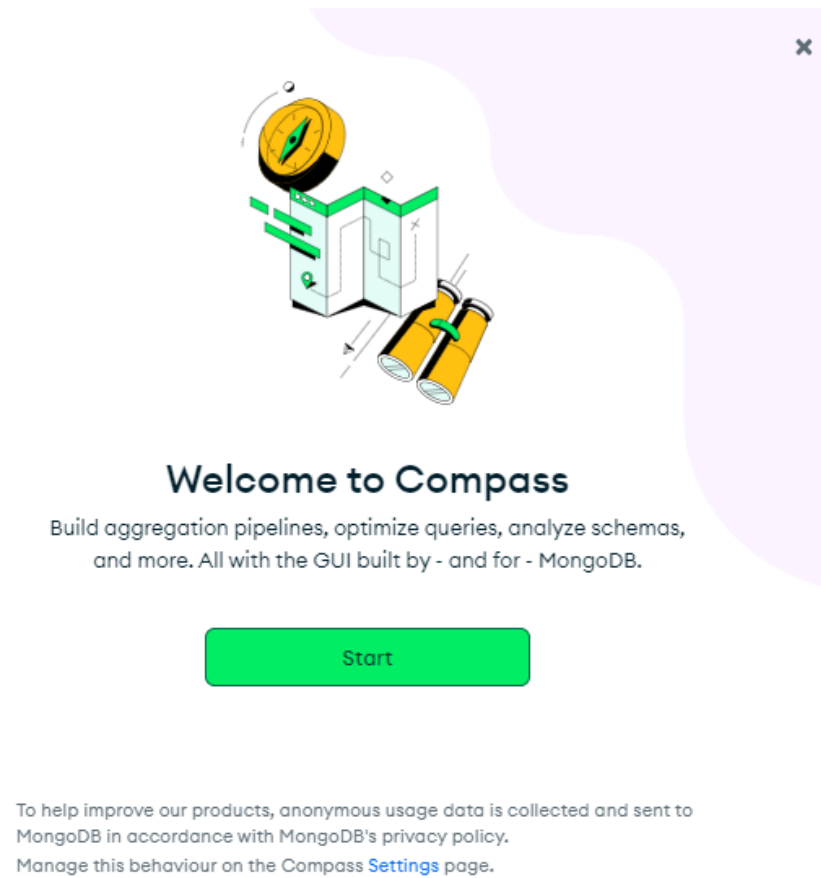 Welcome to Compass
Build aggregation pipelines, optimize queries, analyze schemas,
and more. All with the GUI built by - and for - MongoDB.
Start
To help improve our products, anonymous usage data is collected and sent to
MongoDB in accordance with MongoDB's privacy policy.
Manage this behaviour on the Compass Settings page.